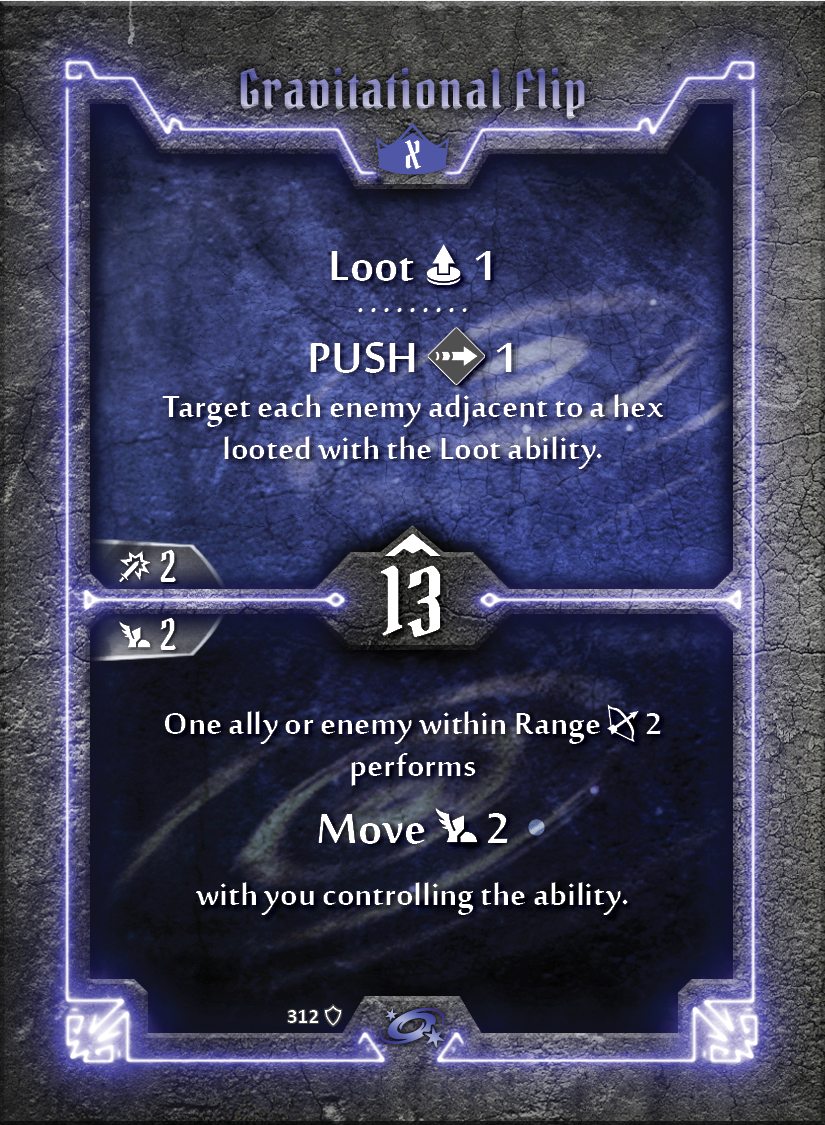 Gravitational Flip
X
Loot 1
PUSH 1
Target each enemy adjacent to a hex
looted with the Loot ability.
2
13
2
One ally or enemy within Range 2
performs
Move 2
with you controlling the ability.
312